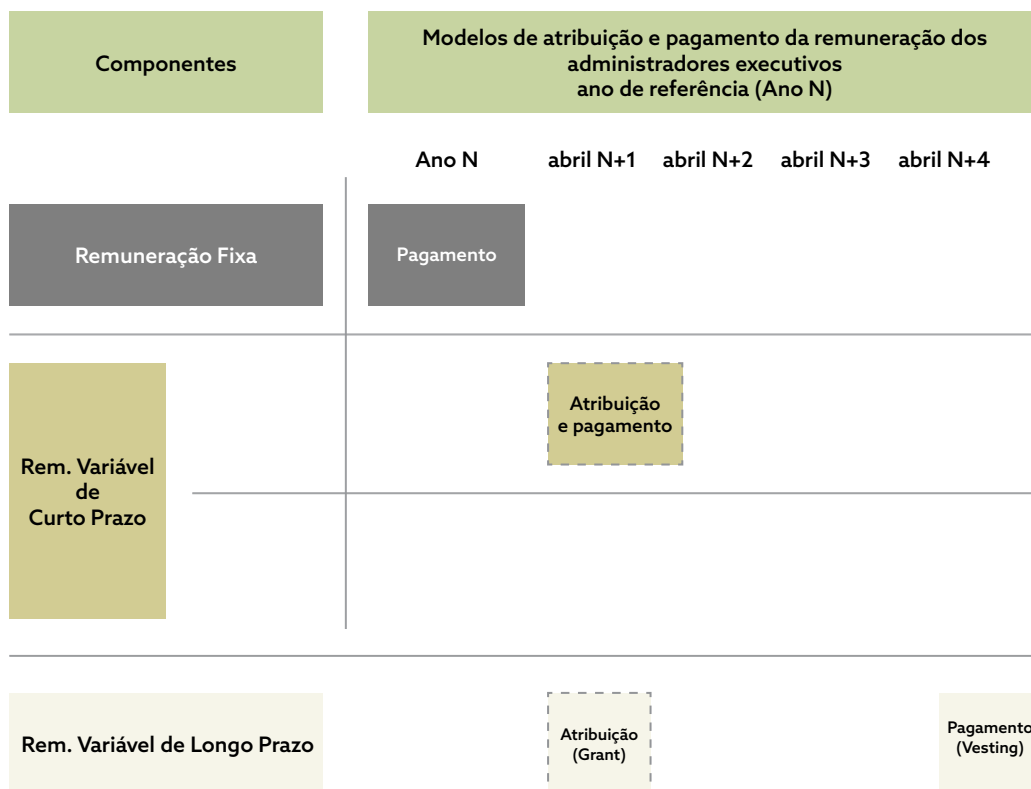 Componentes
Modelos de atribuição e pagamento da remuneração dos
administradores executivos
ano de referência (Ano N)
Ano N
abril N+1
abril N+2
abril N+3
abril N+4
Remuneração Fixa
Pagamento
Rem. Variável
de
Curto Prazo
Atribuição
e pagamento
Rem. Variável de Longo Prazo
Atribuição
(Grant)
Pagamento
(Vesting)